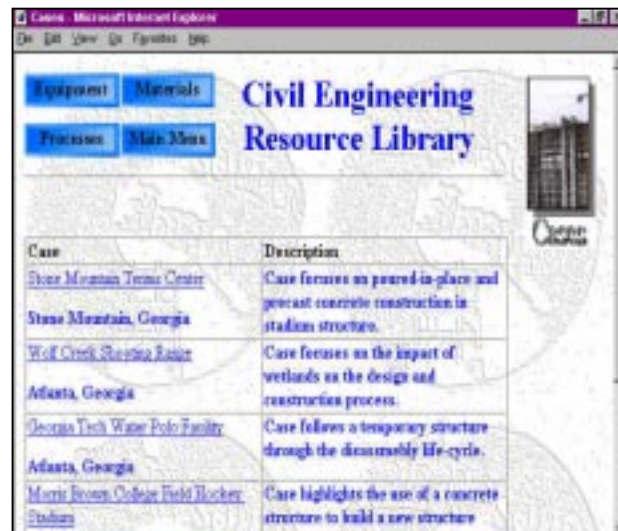 Cases - Microsoft Internet Explorer
File Edit View Go Favorites Help
Equipment Materials
Processes Main Menu
Civil Engineering
Resource Library
Case Description
Stone Mountain Tennis Center
Stone Mountain, Georgia
Case focuses on poured-in-place and
precast concrete construction in
stadium structure.
Wolf Creek Shooting Range
Atlanta, Georgia
Case focuses on the impact of
wetlands on the design and
construction process.
Georgia Tech Water Polo Facility
Atlanta, Georgia
Case follows a temporary structure
through the disassembly life-cycle.
Morris Brown College Field Hockey
Stadium
Case highlights the use of a concrete
structure to build a new structure